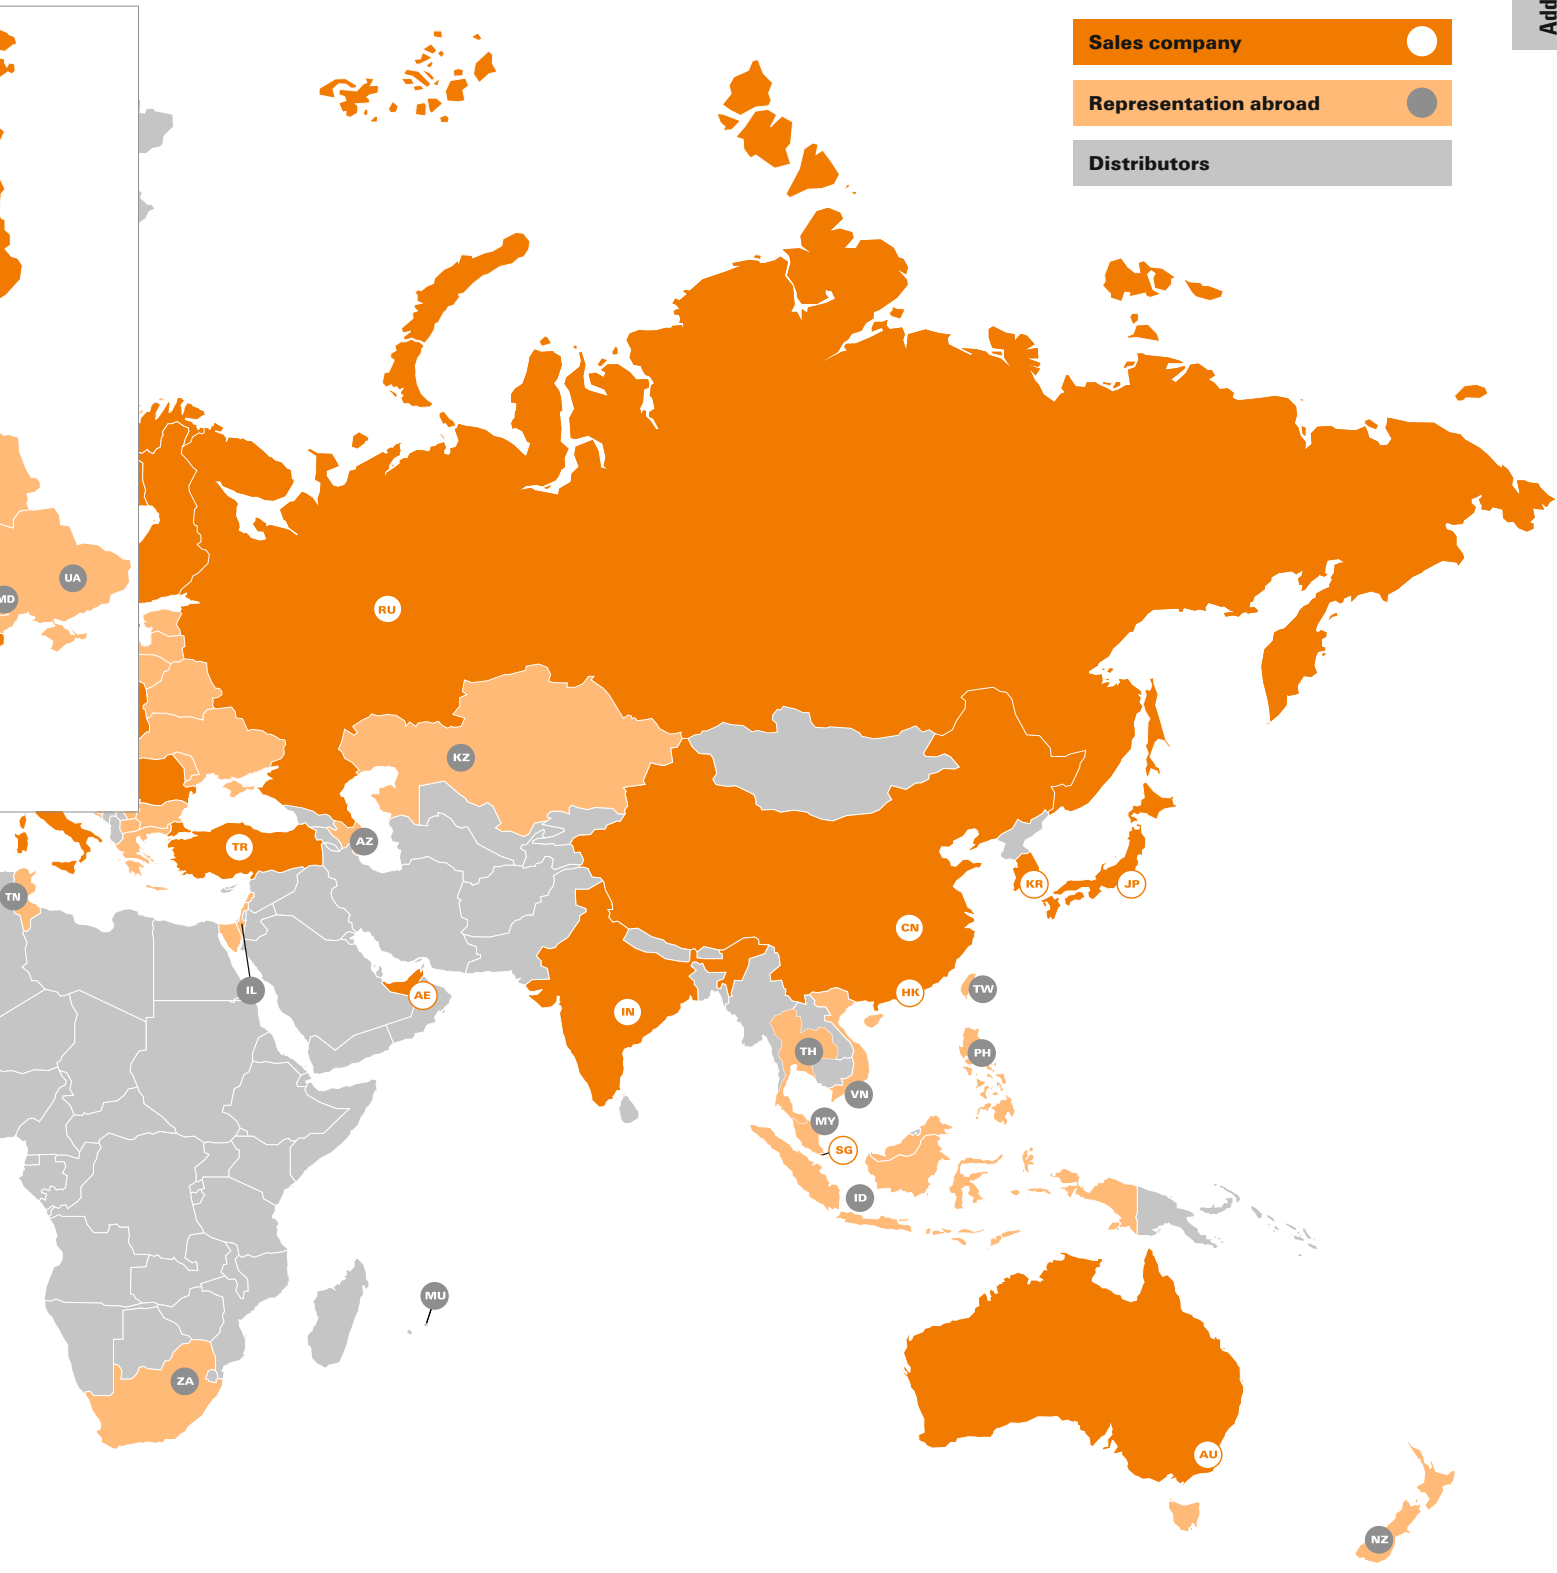 Sales company
Representation abroad
Distributors
UA
MD
RU
KZ
AZ
TR
TN
KR
JP
CN
IL
AE
HK
TW
IN
TH
PH
VN
MY
SG
ID
MU
ZA
AU
NZ